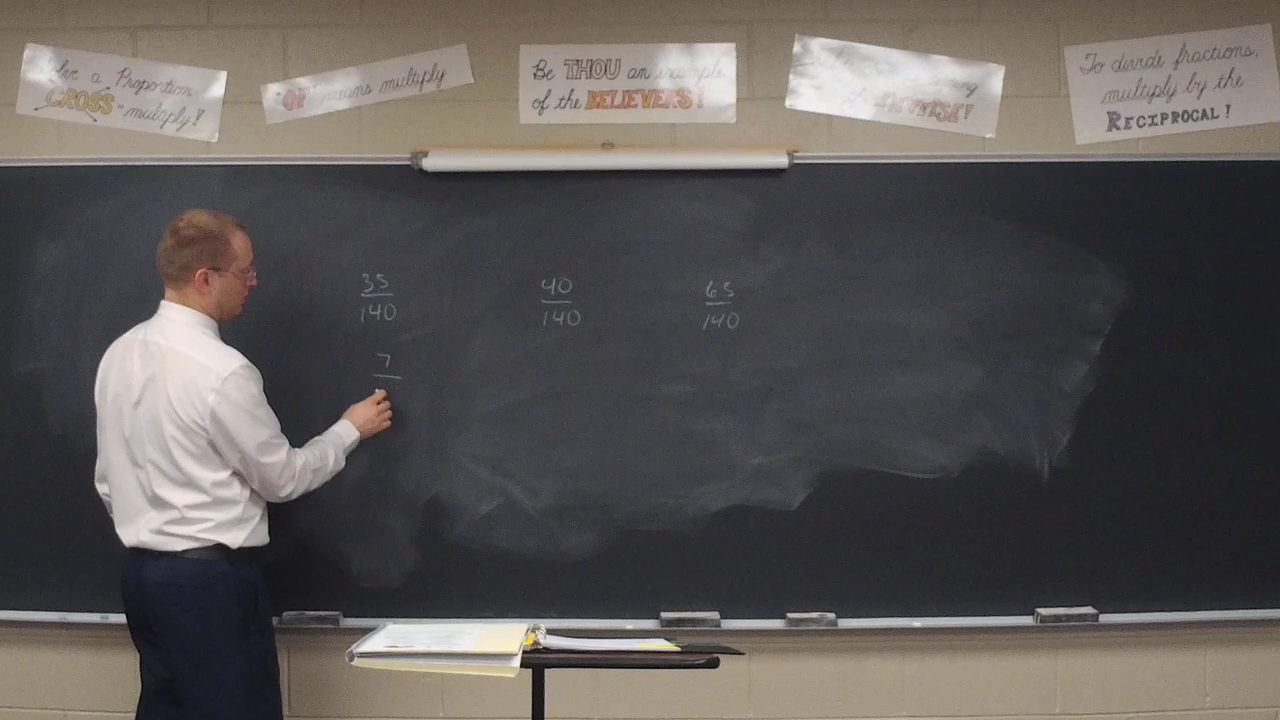 a Proportion
"CROSS" multiply!
"OF" means multiply
Be THOU an example
of the BELIEVERS!
To divide fractions,
multiply by the
RECIPROCAL!
35
140
40
140
65
140
7